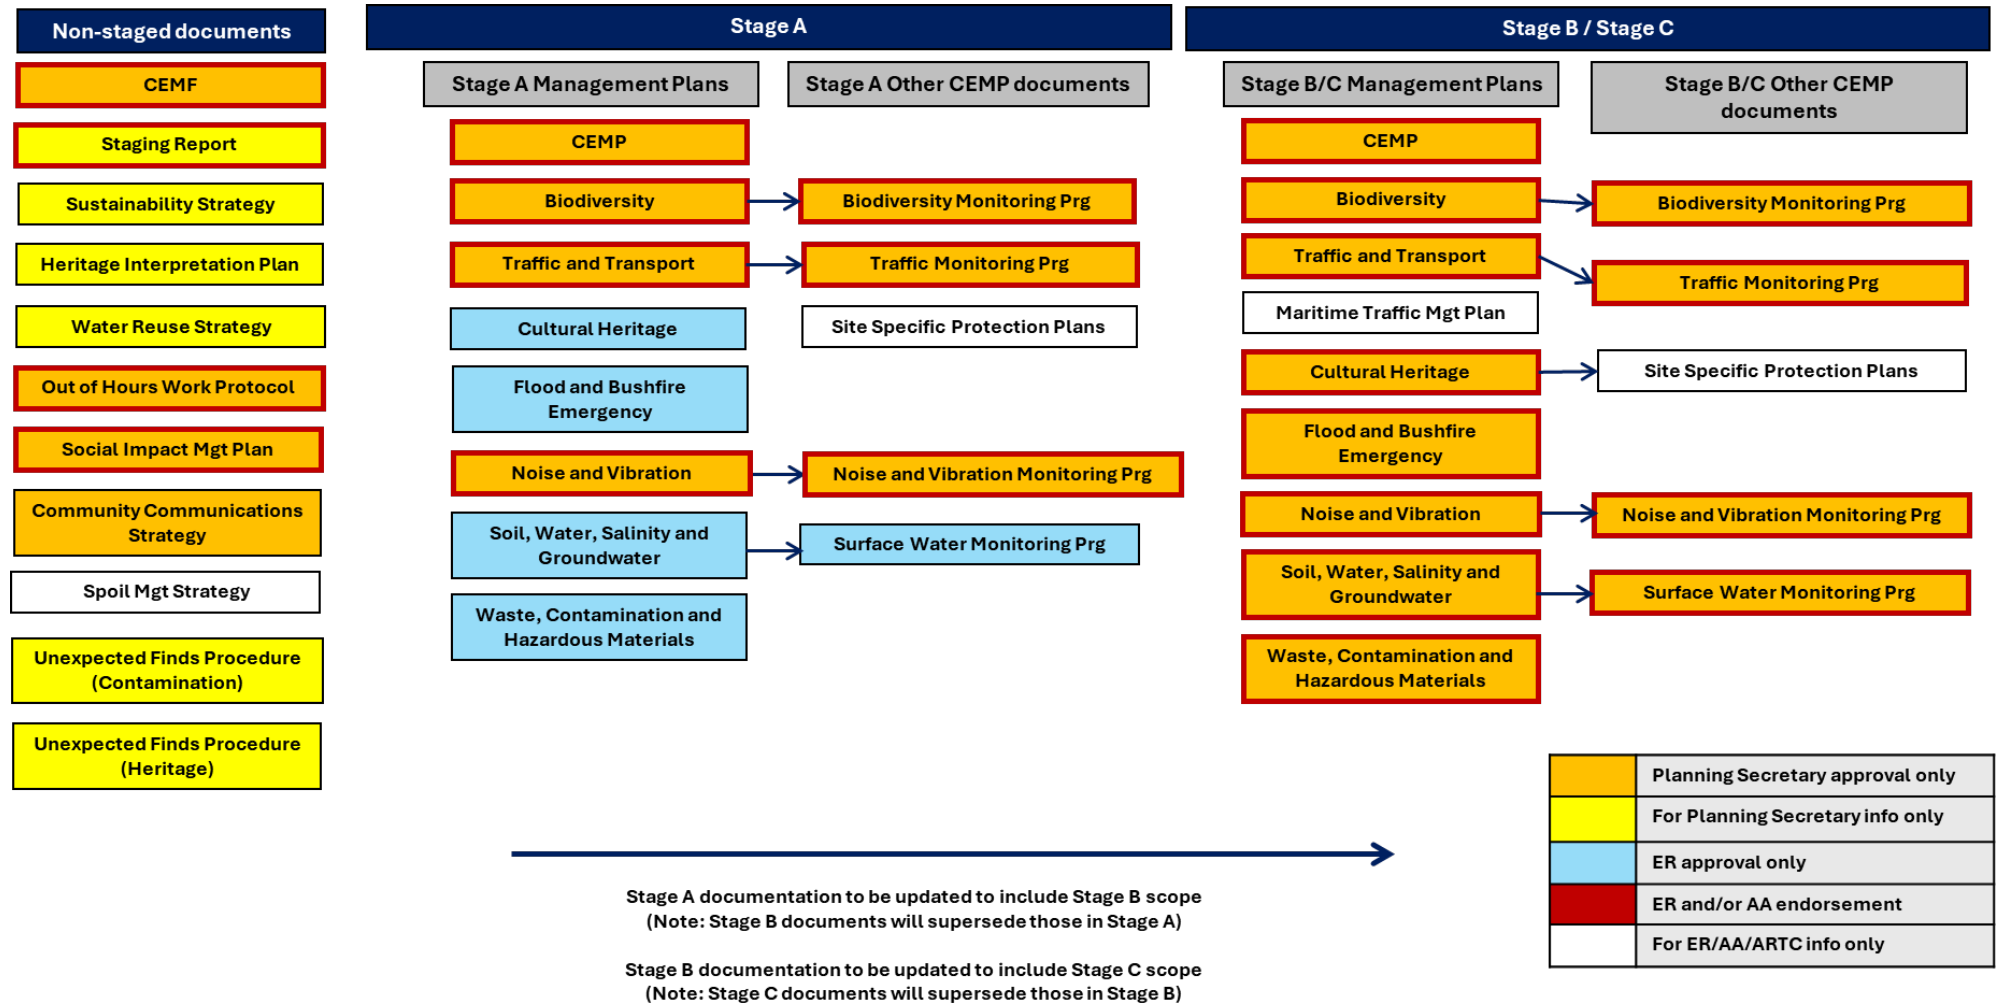 Non-staged documents
CEMF
Staging Report
Sustainability Strategy
Heritage Interpretation Plan
Water Reuse Strategy
Out of Hours Work Protocol
Social Impact Mgt Plan
Community Communications
Strategy
Spoil Mgt Strategy
Unexpected Finds Procedure
(Contamination)
Unexpected Finds Procedure
(Heritage)
Stage A
Stage A Management Plans
CEMP
Biodiversity
Traffic and Transport
Cultural Heritage
Flood and Bushfire
Emergency
Noise and Vibration
Soil, Water, Salinity and
Groundwater
Waste, Contamination and
Hazardous Materials
Stage A Other CEMP documents
Biodiversity Monitoring Prg
Traffic Monitoring Prg
Site Specific Protection Plans
Noise and Vibration Monitoring Prg
Surface Water Monitoring Prg
Stage B / Stage C
Stage B/C Management Plans
CEMP
Biodiversity
Traffic and Transport
Maritime Traffic Mgt Plan
Cultural Heritage
Flood and Bushfire
Emergency
Noise and Vibration
Soil, Water, Salinity and
Groundwater
Waste, Contamination and
Hazardous Materials
Stage B/C Other CEMP
documents
Biodiversity Monitoring Prg
Traffic Monitoring Prg
Site Specific Protection Plans
Noise and Vibration Monitoring Prg
Surface Water Monitoring Prg
Planning Secretary approval only
For Planning Secretary info only
ER approval only
ER and/or AA endorsement
For ER/AA/ARTC info only
Stage A documentation to be updated to include Stage B scope
(Note: Stage B documents will supersede those in Stage A)
Stage B documentation to be updated to include Stage C scope
(Note: Stage C documents will supersede those in Stage B)